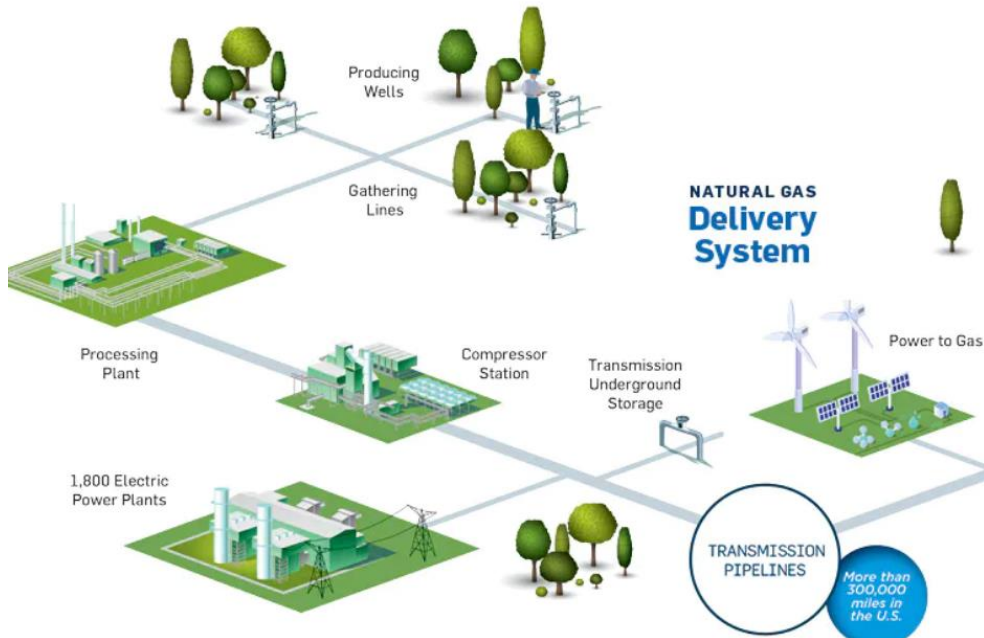 Producing
Wells
Gathering
Lines
NATURAL GAS
Delivery
System
Processing
Plant
Compressor
Station
Transmission
Underground
Storage
Power to Gas
1,800 Electric
Power Plants
TRANSMISSION
PIPELINES
More than
300,000
miles in
the U.S.